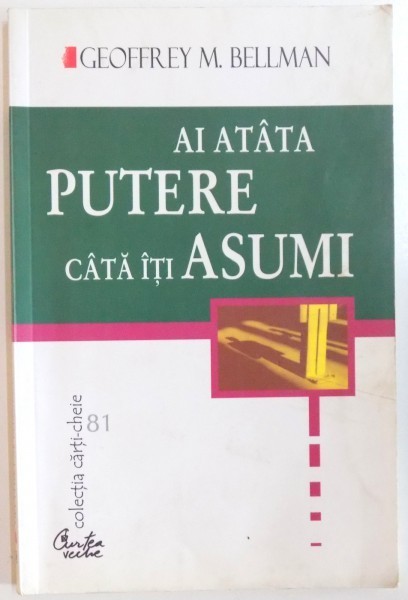 GEOFFREY M. BELLMAN
AI ATÂTA
PUTERE
CÂTĂ ÎȚI ASUMI
colecția cărți-cheie 81
Curtea
veche